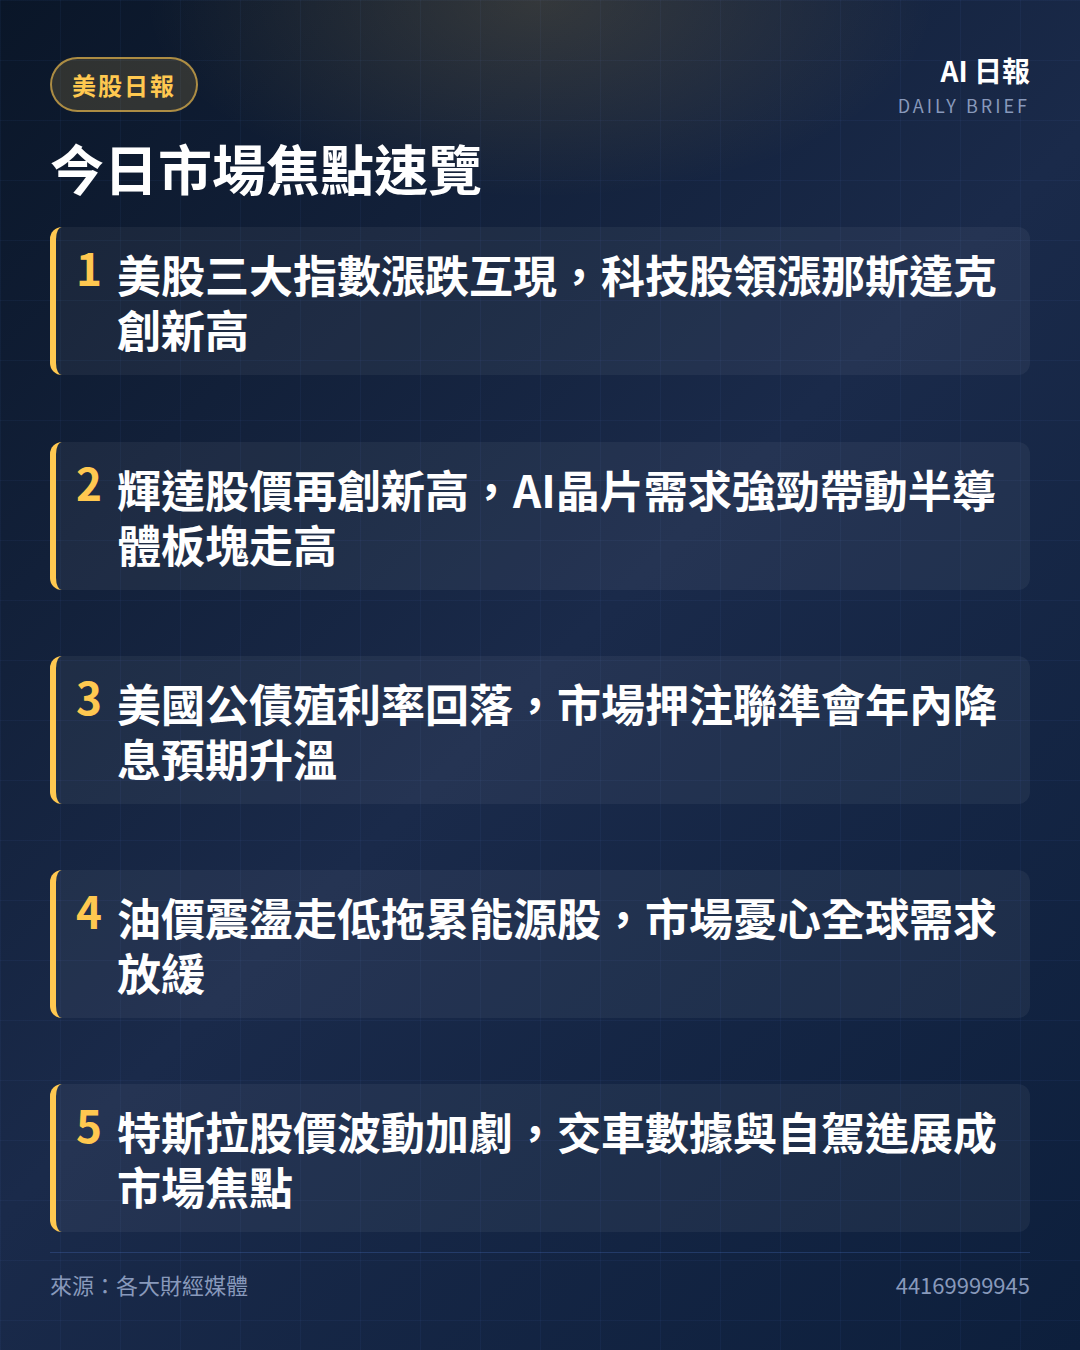 美股日報
AI 日報
DAILY BRIEF
今日市場焦點速覽
1 美股三大指數漲跌互現，科技股領漲那斯達克
創新高
2 輝達股價再創新高，AI晶片需求強勁帶動半導
體板塊走高
3 美國公債殖利率回落，市場押注聯準會年內降
息預期升溫
4 油價震盪走低拖累能源股，市場憂心全球需求
放緩
5 特斯拉股價波動加劇，交車數據與自駕進展成
市場焦點
來源：各大財經媒體
44169999945